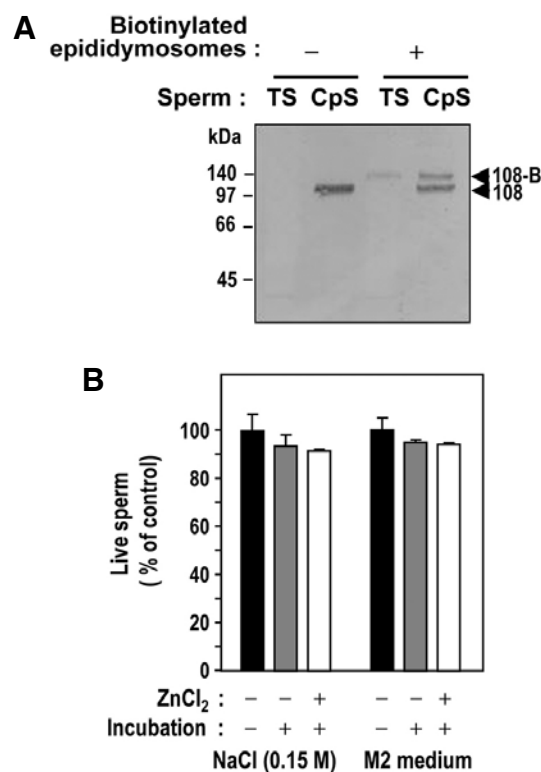 A
Biotinylated
epididymosomes : – +
Sperm : TS CpS TS CpS
kDa
140 –
97 –
66 –
45 –
108-B
108
B
Live sperm
( % of control)
100
80
60
40
20
0
ZnCl₂ : – – + – – +
Incubation : – + + – + +
NaCl (0.15 M) M2 medium